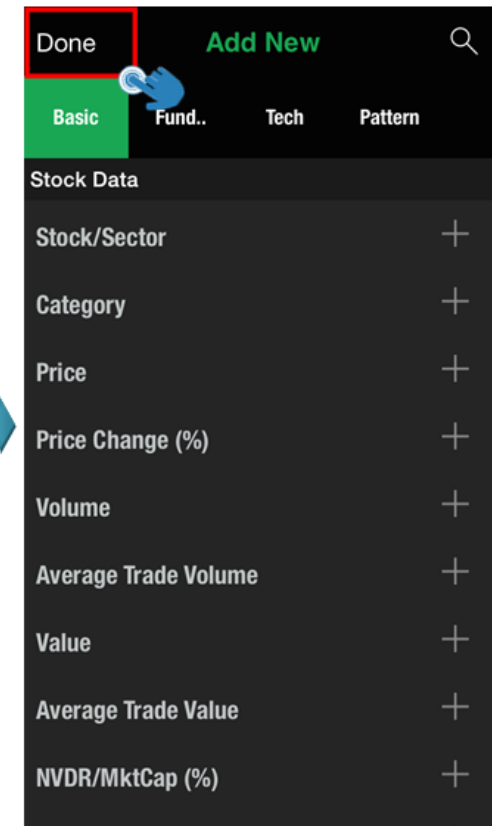 Done Add New
Basic Fund.. Tech Pattern
Stock Data
Stock/Sector
Category
Price
Price Change (%)
Volume
Average Trade Volume
Value
Average Trade Value
NVDR/MktCap (%)